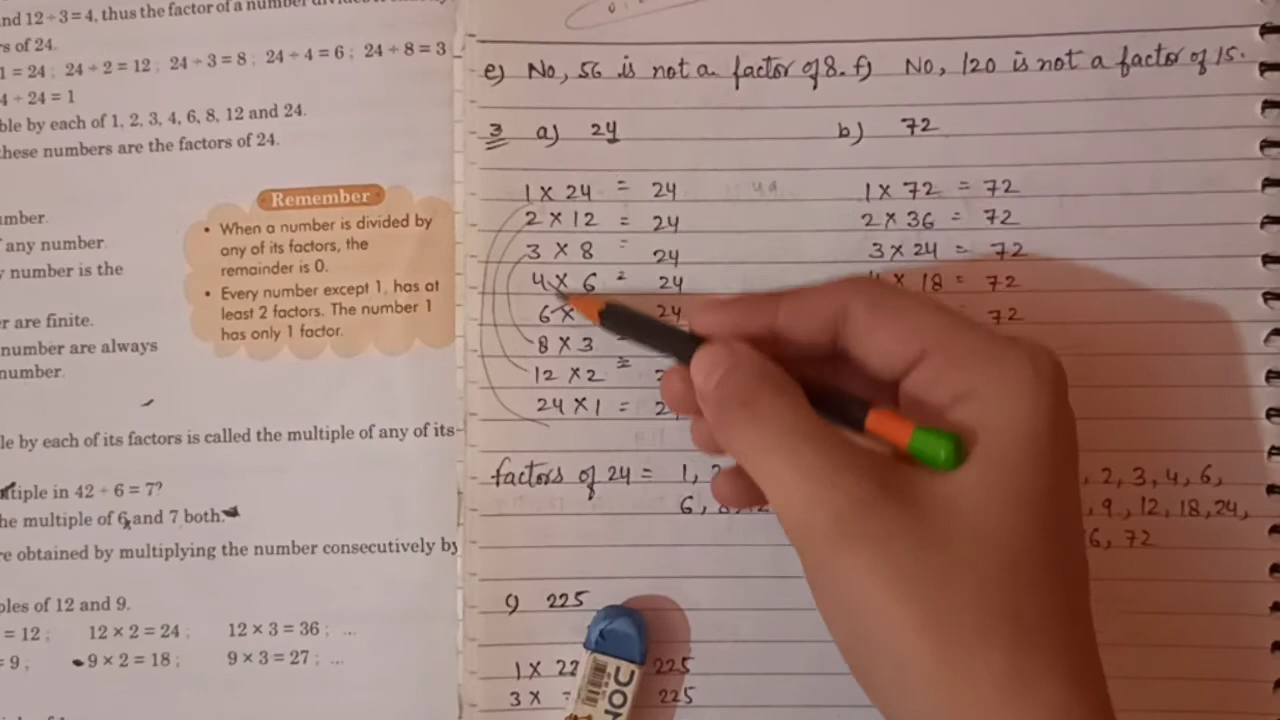 nd 12 ÷ 3 = 4, thus the factor of a number
s of 24.
1 = 24 ; 24 ÷ 2 = 12 ; 24 ÷ 3 = 8 ; 24 ÷ 4 = 6 ; 24 ÷ 8 = 3
4 ÷ 24 = 1
ble by each of 1, 2, 3, 4, 6, 8, 12 and 24.
these numbers are the factors of 24.
Remember
• When a number is divided by
any of its factors, the
remainder is 0.
• Every number except 1, has at
least 2 factors. The number 1
has only 1 factor.
umber.
any number
y number is the
r are finite.
number are always
number.
le by each of its factors is called the multiple of any of its
tiple in 42 ÷ 6 = 7?
he multiple of 6 and 7 both.
e obtained by multiplying the number consecutively by
ples of 12 and 9.
= 12 ; 12 × 2 = 24 ; 12 × 3 = 36 ; ...
= 9 ; 9 × 2 = 18 ; 9 × 3 = 27 ; ...
e) No, 56 is not a factor of 8. f) No, 120 is not a factor of 15.
3 a) 24
1 × 24 = 24
2 × 12 = 24
3 × 8 = 24
4 × 6 = 24
6 × 24
8 × 3
12 × 2 =
24 × 1 = 2
factors of 24 = 1,
6,
b) 72
1 × 72 = 72
2 × 36 = 72
3 × 24 = 72
× 18 = 72
= 72
, 2, 3, 4, 6,
, 9, 12, 18, 24,
6, 72
c) 225
1 × 22 225
3 × 225